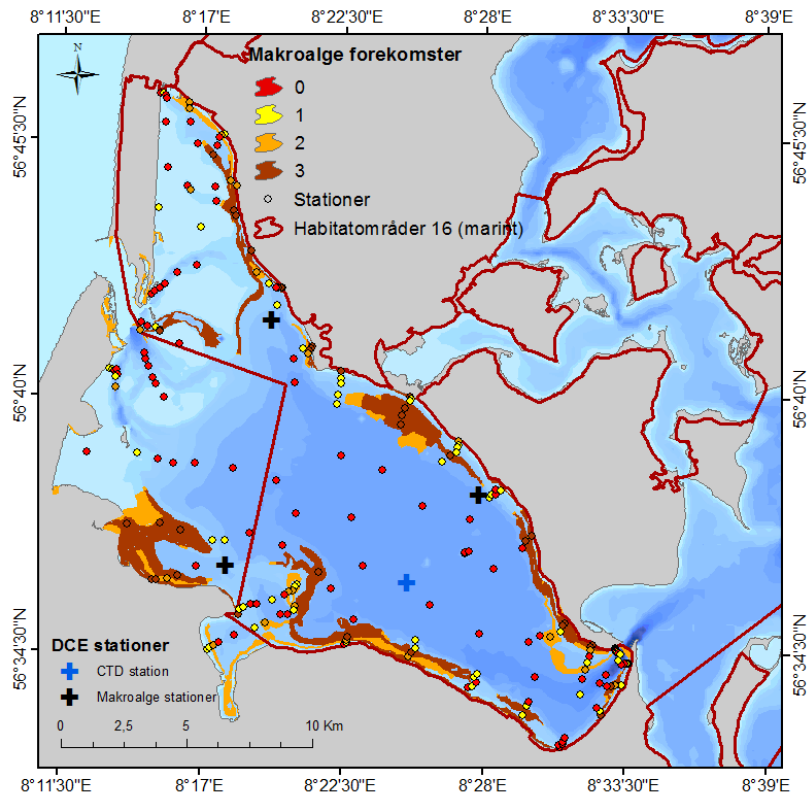 8°11'30"E 8°17'E 8°22'30"E 8°28'E 8°33'30"E 8°39'E
N
Makroalge forekomster
0
1
2
3
Stationer
Habitatområder 16 (marint)
56°45'30"N 56°45'30"N
56°40'N 56°40'N
56°34'30"N 56°34'30"N
DCE stationer
CTD station
Makroalge stationer
0 2,5 5 10 Km
8°11'30"E 8°17'E 8°22'30"E 8°28'E 8°33'30"E 8°39'E